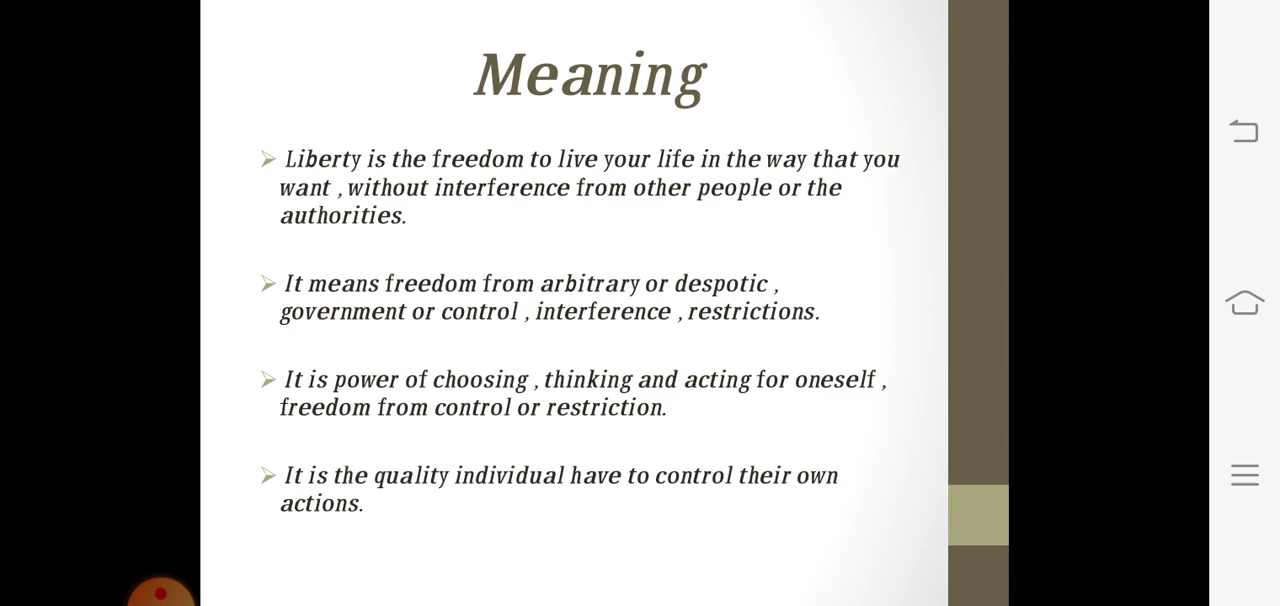 Meaning
➢ Liberty is the freedom to live your life in the way that you
want , without interference from other people or the
authorities.
➢ It means freedom from arbitrary or despotic ,
government or control , interference , restrictions.
➢ It is power of choosing , thinking and acting for oneself ,
freedom from control or restriction.
➢ It is the quality individual have to control their own
actions.